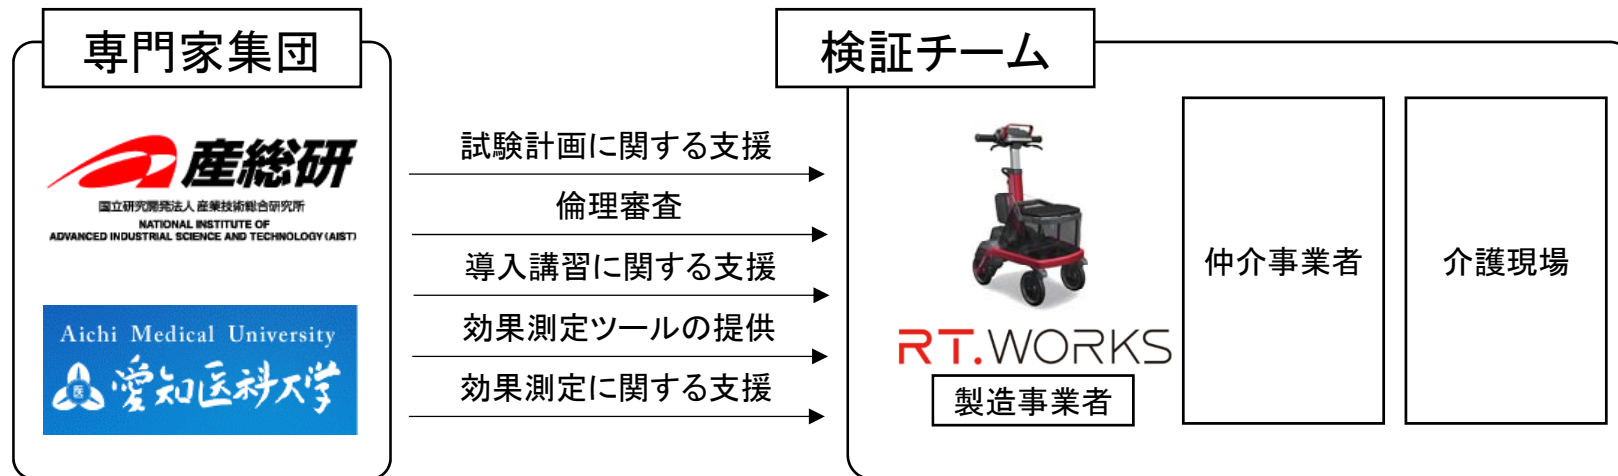 専門家集団
産総研
国立研究開発法人 産業技術総合研究所
NATIONAL INSTITUTE OF
ADVANCED INDUSTRIAL SCIENCE AND TECHNOLOGY (AIST)
Aichi Medical University
医
愛知医科大学
試験計画に関する支援
倫理審査
導入講習に関する支援
効果測定ツールの提供
効果測定に関する支援
検証チーム
RT.WORKS
製造事業者
仲介事業者
介護現場